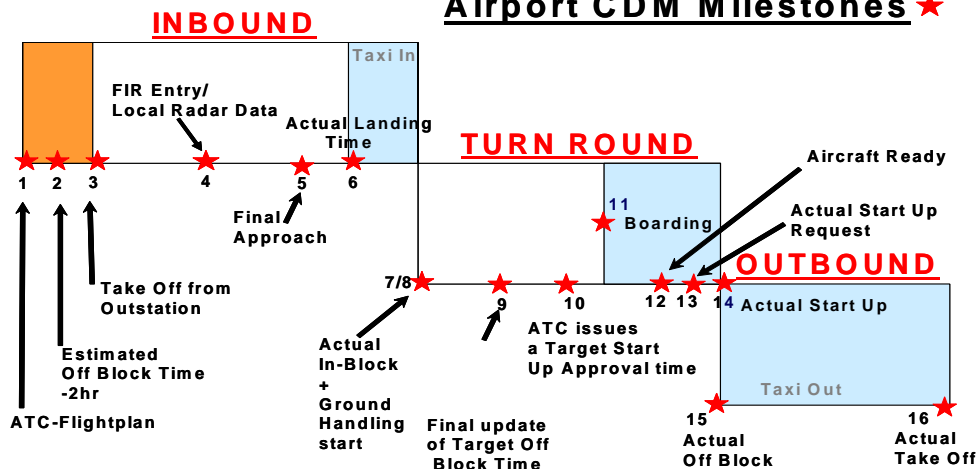 Airport CDM Milestones
INBOUND
Taxi In
FIR Entry/
Local Radar Data
Actual Landing
Time
1
2
3
4
5
6
Final
Approach
Take Off from
Outstation
Estimated
Off Block Time
-2hr
ATC-Flightplan
TURN ROUND
Aircraft Ready
11
Boarding
Actual Start Up
Request
7/8
9
10
12
13
14
OUTBOUND
Actual Start Up
Actual
In-Block
+
Ground
Handling
start
ATC issues
a Target Start
Up Approval time
Final update
of Target Off
Block Time
Taxi Out
15
Actual
Off Block
16
Actual
Take Off